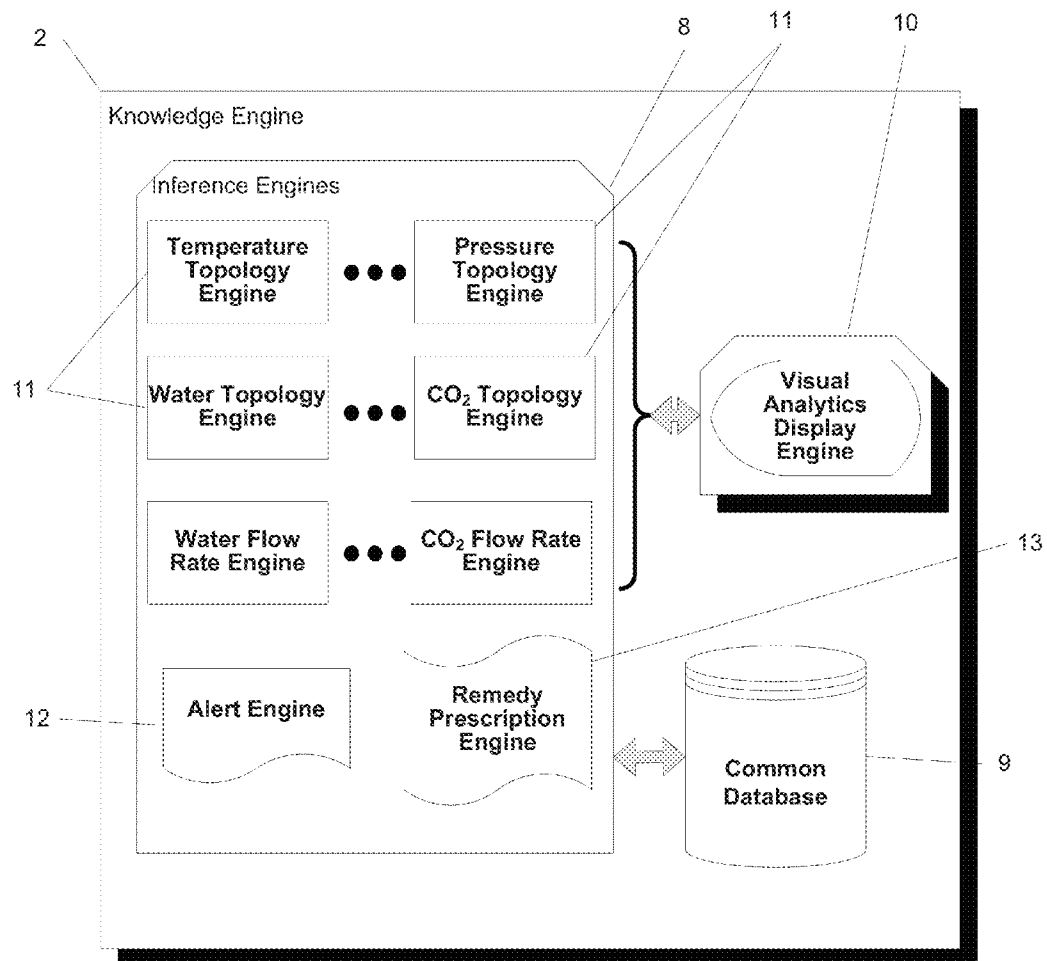 2
8
11
10
Knowledge Engine
Inference Engines
Temperature
Topology
Engine
Pressure
Topology
Engine
11
Water Topology
Engine
CO₂ Topology
Engine
Visual
Analytics
Display
Engine
Water Flow
Rate Engine
CO₂ Flow Rate
Engine
13
12
Alert Engine
Remedy
Prescription
Engine
Common
Database
9